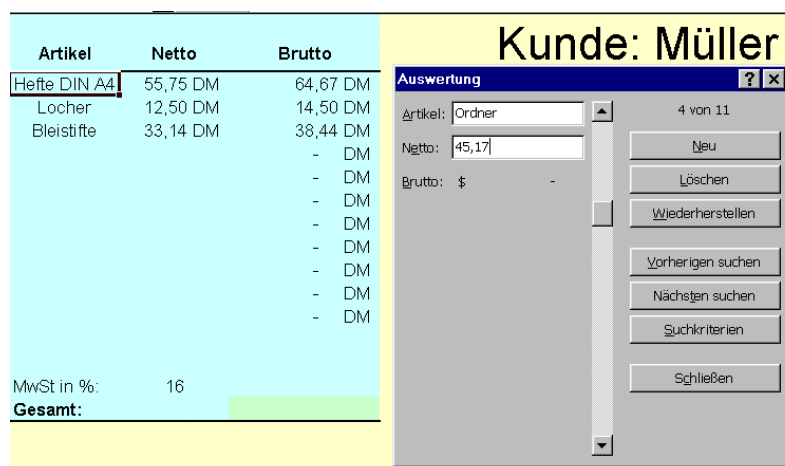 Kunde: Müller
Artikel Netto Brutto
Hefte DIN A4 55,75 DM 64,67 DM
Locher 12,50 DM 14,50 DM
Bleistifte 33,14 DM 38,44 DM
- DM
- DM
- DM
- DM
- DM
- DM
- DM
- DM
MwSt in %: 16
Gesamt:
Auswertung
Artikel: Ordner
Netto: 45,17
Brutto: $ -
4 von 11
Neu
Löschen
Wiederherstellen
Vorherigen suchen
Nächsten suchen
Suchkriterien
Schließen